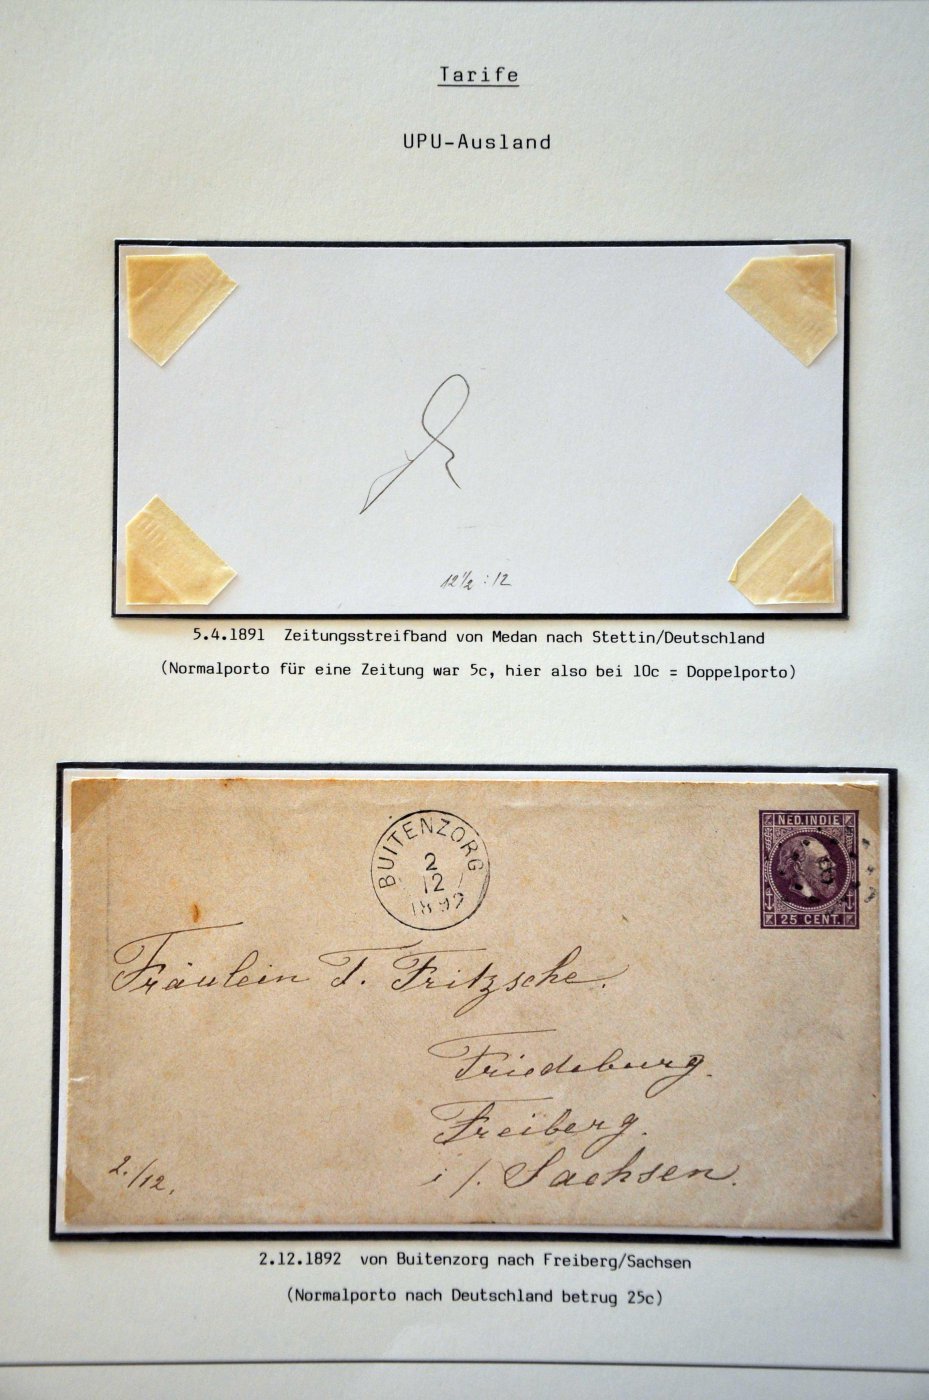 Tarife
UPU-Ausland
12½ : 12
5.4.1891 Zeitungsstreifband von Medan nach Stettin/Deutschland
(Normalporto für eine Zeitung war 5c, hier also bei 10c = Doppelporto)
BUITENZORG
2
12
1892
NED. INDIE
25 CENT.
Fräulein T. Fritzsche.
Friedeburg.
Freiberg.
i/. Sachsen.
2./12.
2.12.1892 von Buitenzorg nach Freiberg/Sachsen
(Normalporto nach Deutschland betrug 25c)